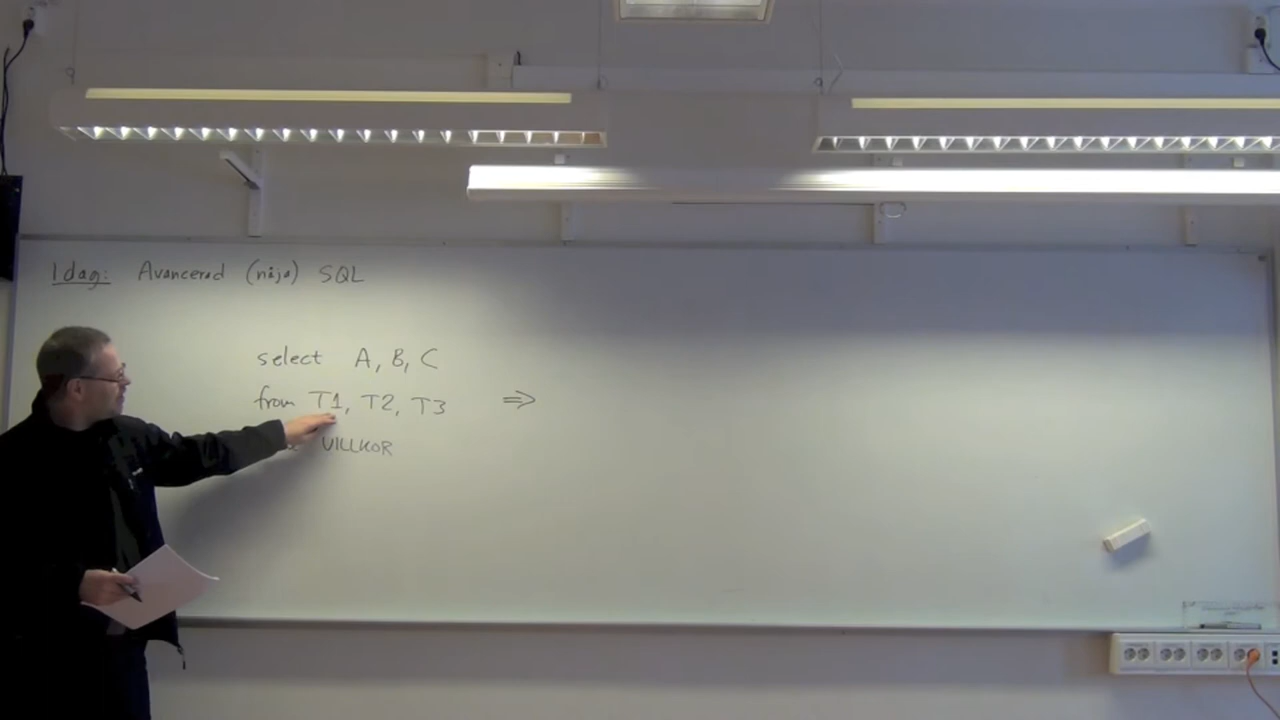 Idag: Avancerad (nåja) SQL
select A, B, C
from T1, T2, T3 ⇒
VILLKOR